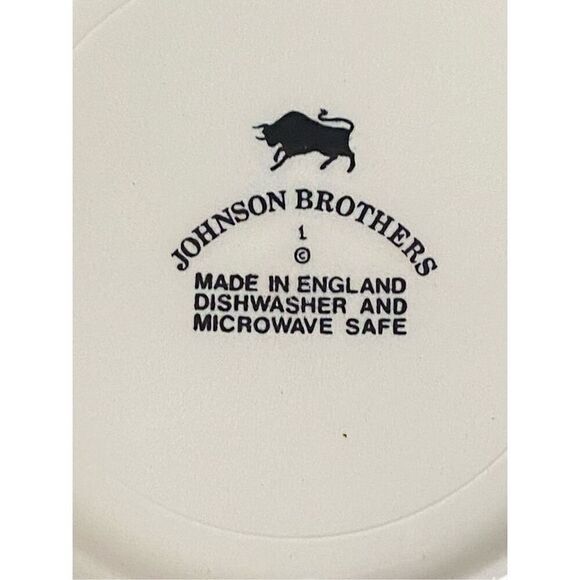 JOHNSON BROTHERS
1
©
MADE IN ENGLAND
DISHWASHER AND
MICROWAVE SAFE